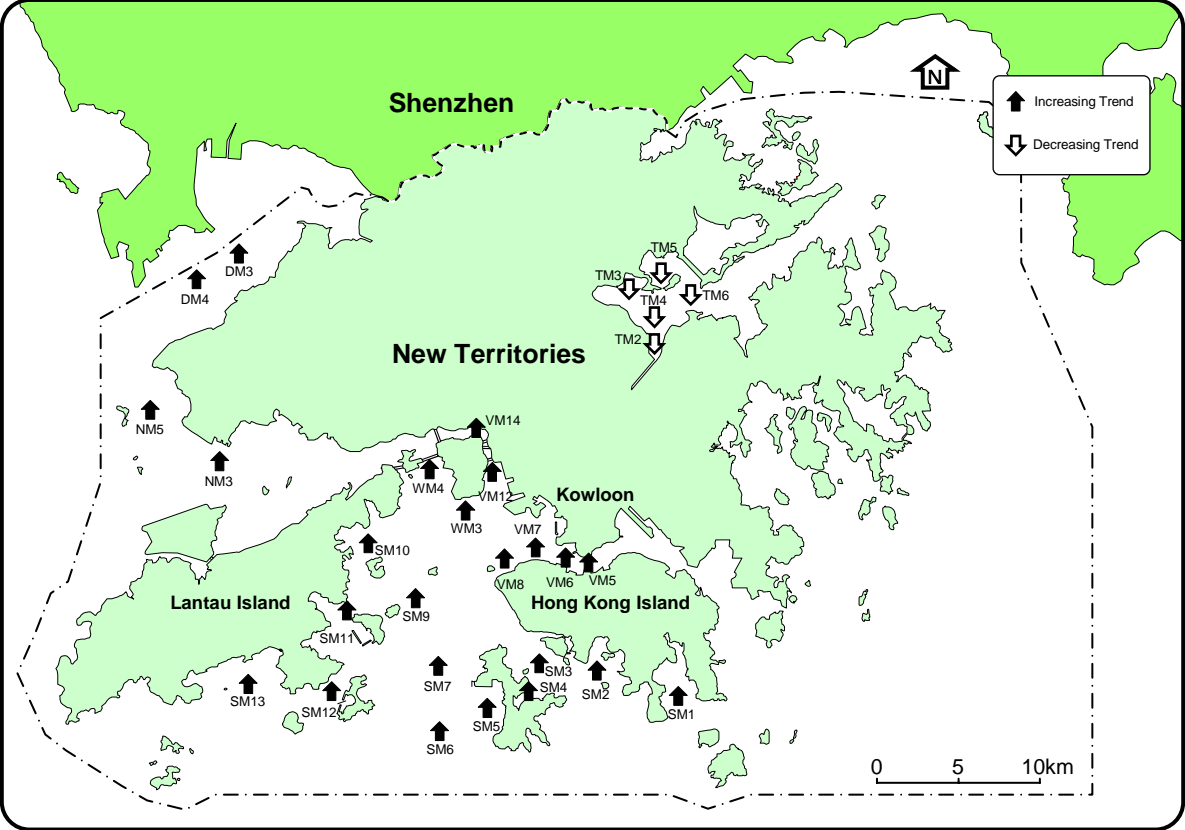 N
Shenzhen
Increasing Trend
Decreasing Trend
TM5
DM3
TM3
DM4
TM4
TM6
TM2
New Territories
VM14
NM5
NM3
WM4
VM12
Kowloon
WM3
VM7
SM10
VM8
VM6
VM5
Lantau Island
Hong Kong Island
SM9
SM11
SM3
SM7
SM2
SM4
SM13
SM12
SM5
SM1
SM6
0
5
10km